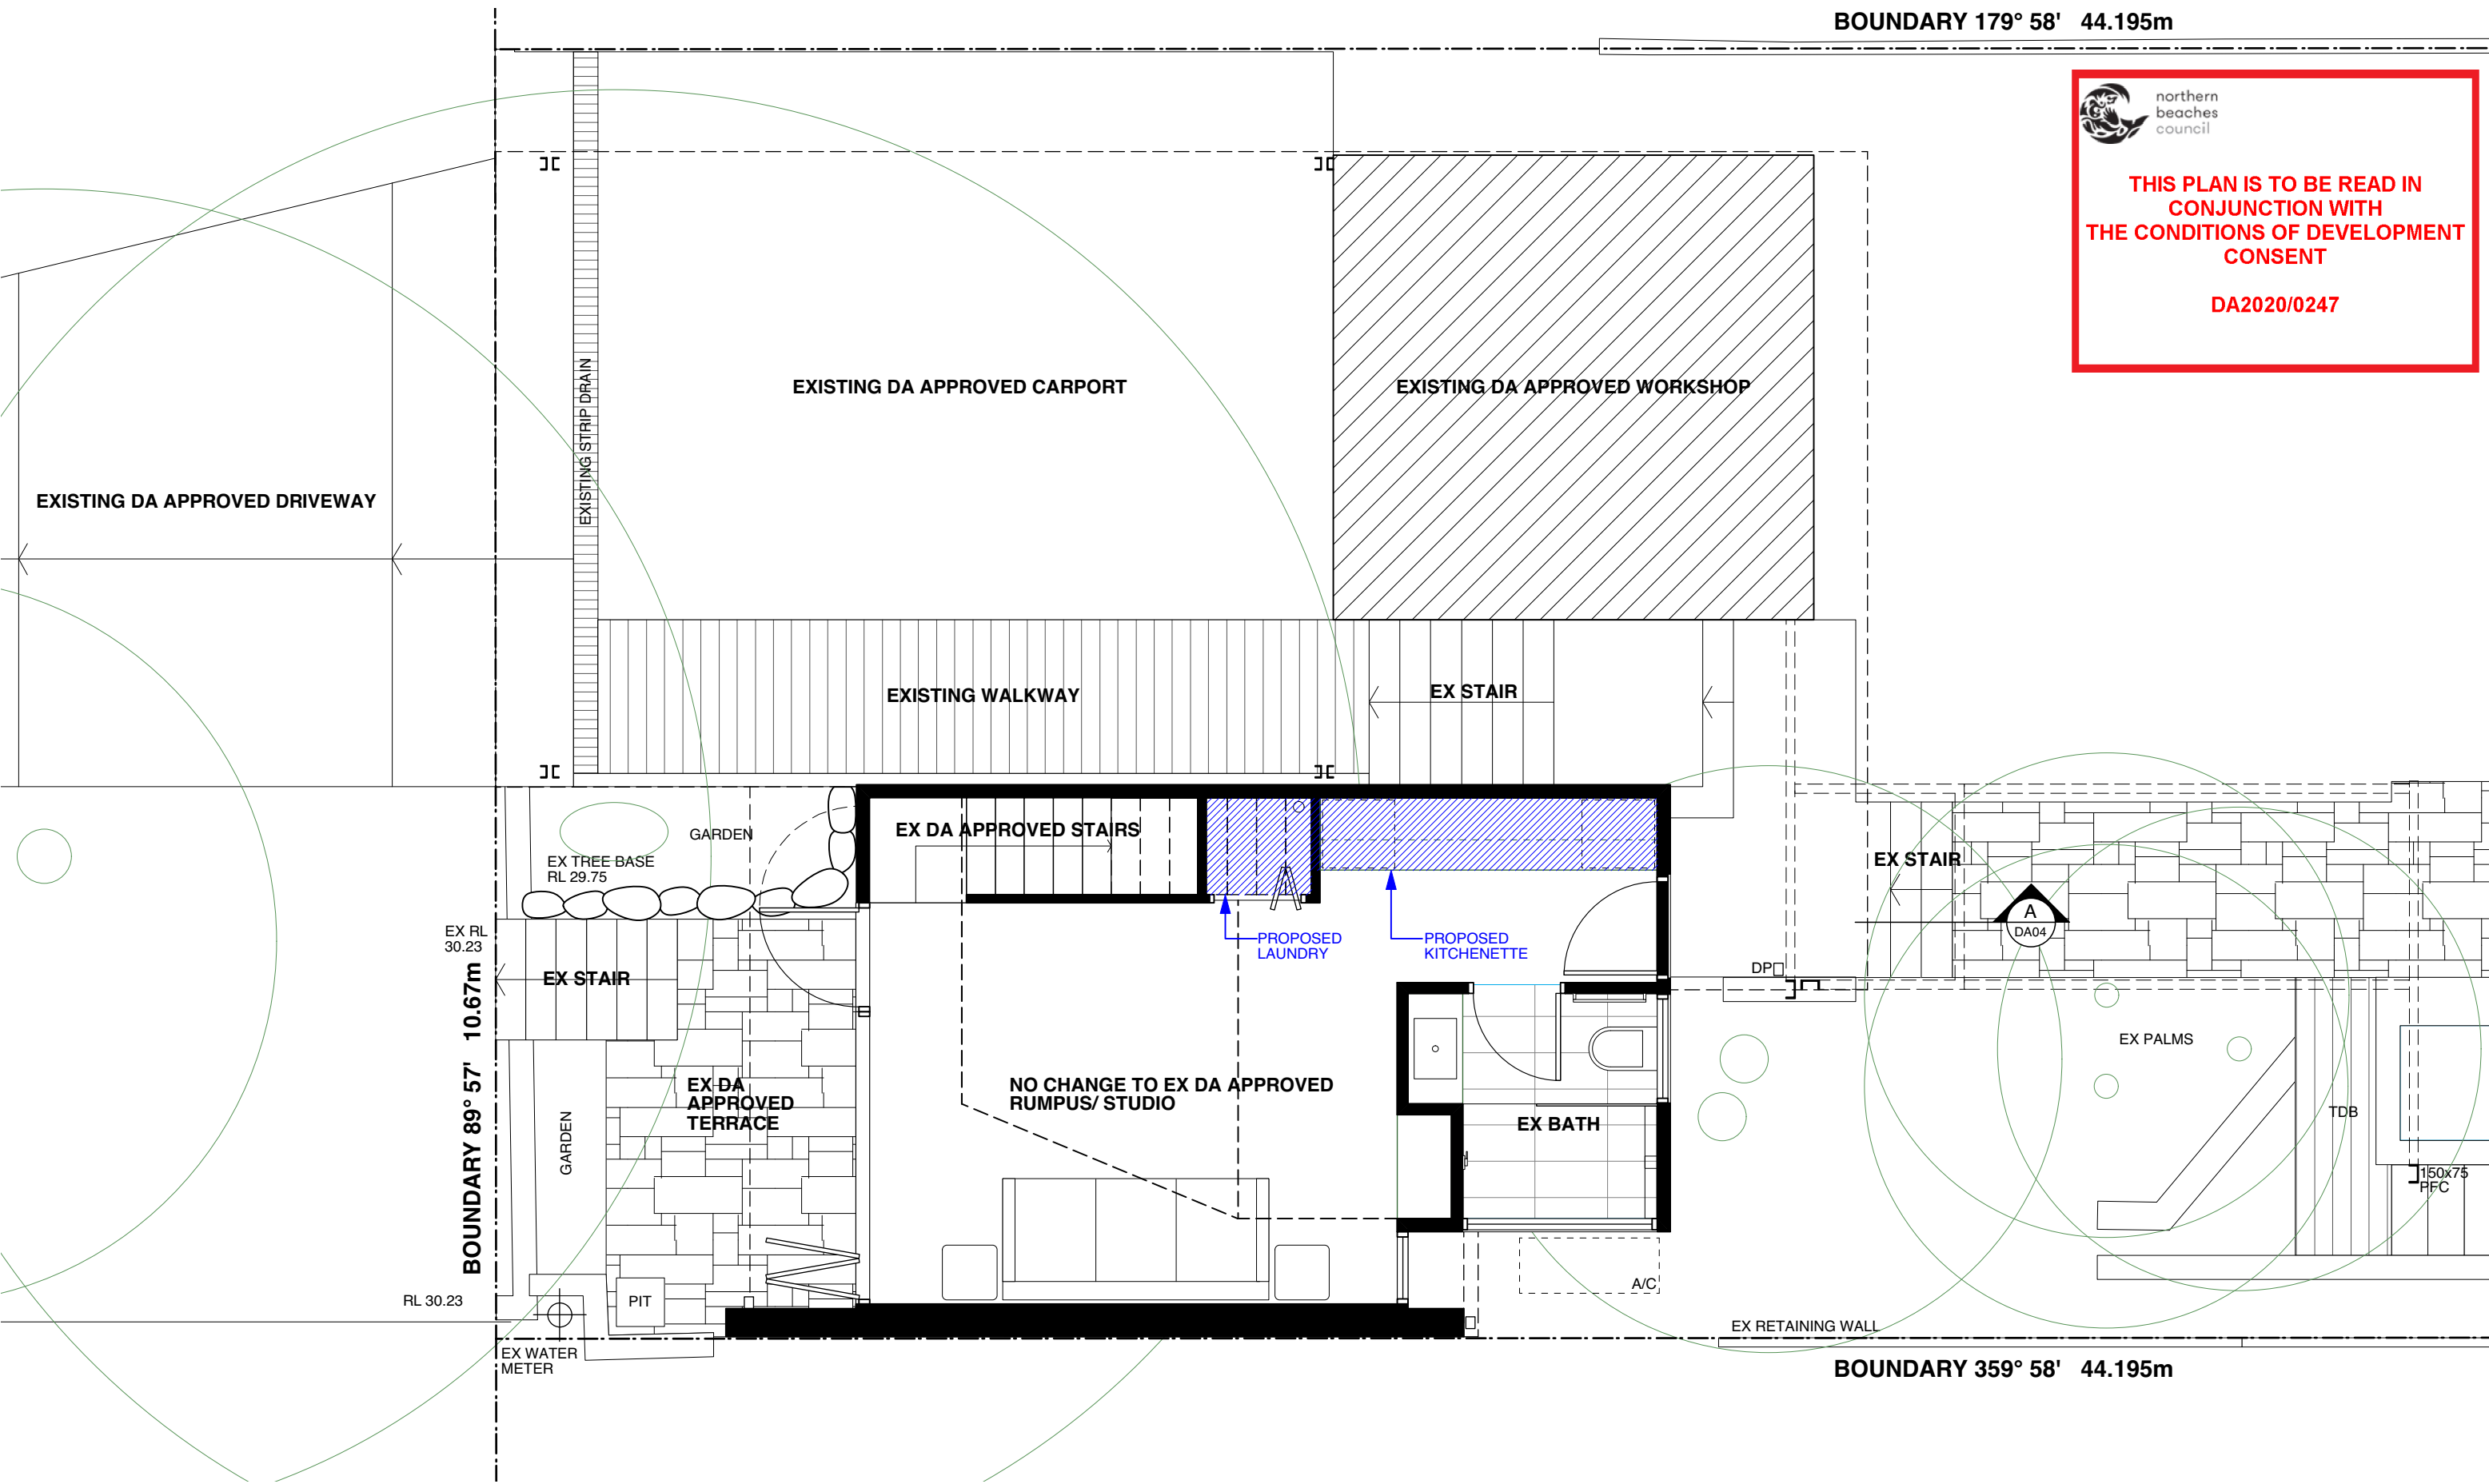 BOUNDARY 179° 58' 44.195m
northern
beaches
council
THIS PLAN IS TO BE READ IN
CONJUNCTION WITH
THE CONDITIONS OF DEVELOPMENT
CONSENT
DA2020/0247
EXISTING STRIP DRAIN
EXISTING DA APPROVED CARPORT
EXISTING DA APPROVED WORKSHOP
EXISTING DA APPROVED DRIVEWAY
EXISTING WALKWAY
EX STAIR
GARDEN
EX DA APPROVED STAIRS
EX TREE BASE
RL 29.75
EX STAIR
A
DA04
EX RL
30.23
PROPOSED
LAUNDRY
PROPOSED
KITCHENETTE
DP
EX STAIR
BOUNDARY 89° 57' 10.67m
EX PALMS
GARDEN
EX DA
APPROVED
TERRACE
NO CHANGE TO EX DA APPROVED
RUMPUS/ STUDIO
EX BATH
TDB
150x75
PFC
A/C
RL 30.23
PIT
EX RETAINING WALL
EX WATER
METER
BOUNDARY 359° 58' 44.195m